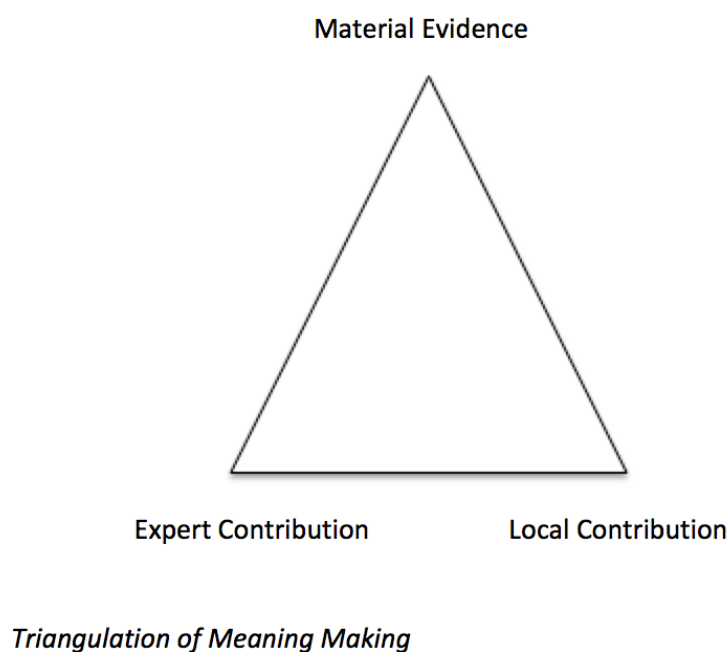 Material Evidence
Expert Contribution
Local Contribution
Triangulation of Meaning Making